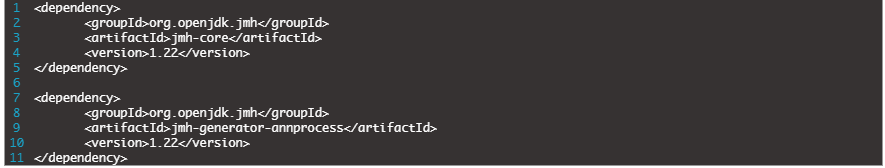 1 <dependency>
2 <groupId>org.openjdk.jmh</groupId>
3 <artifactId>jmh-core</artifactId>
4 <version>1.22</version>
5 </dependency>
6
7 <dependency>
8 <groupId>org.openjdk.jmh</groupId>
9 <artifactId>jmh-generator-annprocess</artifactId>
10 <version>1.22</version>
11 </dependency>